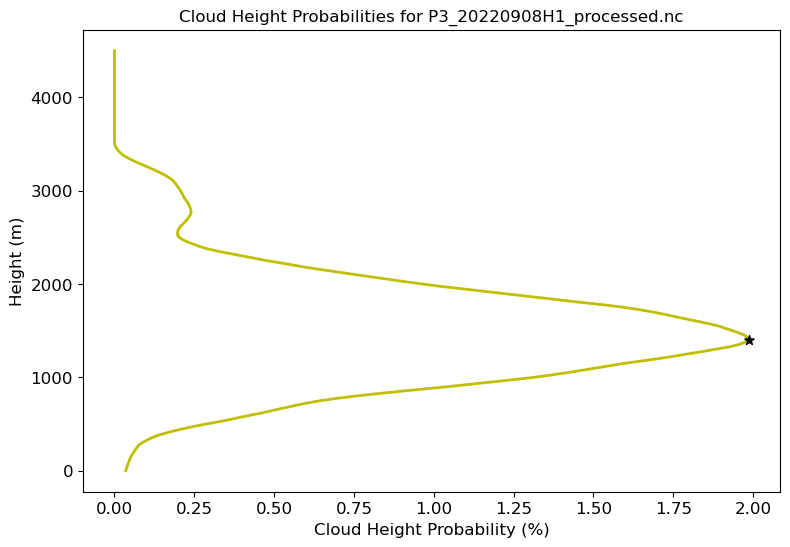 Cloud Height Probabilities for P3_20220908H1_processed.nc
Height (m)
4000
3000
2000
1000
0
0.00 0.25 0.50 0.75 1.00 1.25 1.50 1.75 2.00
Cloud Height Probability (%)